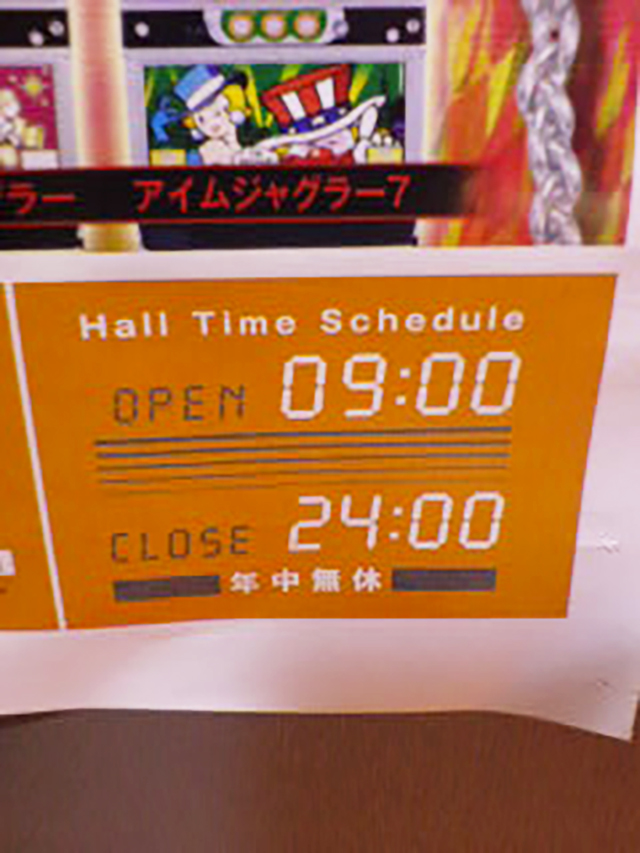 ラー アイムジャグラー7
Hall Time Schedule
OPEN 09:00
CLOSE 24:00
年中無休